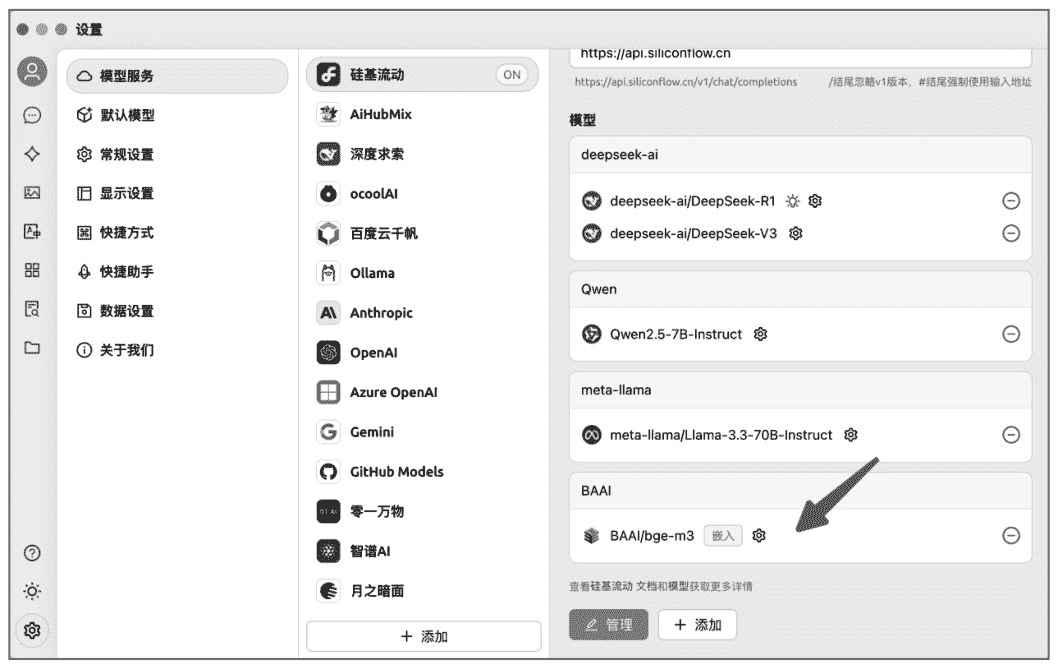 设置
模型服务
默认模型
常规设置
显示设置
快捷方式
快捷助手
数据设置
关于我们
硅基流动 ON
AiHubMix
深度求索
ocoolAI
百度云千帆
Ollama
Anthropic
OpenAI
Azure OpenAI
Gemini
GitHub Models
零一万物
智谱AI
月之暗面
添加
https://api.siliconflow.cn
https://api.siliconflow.cn/v1/chat/completions /结尾忽略v1版本，#结尾强制使用输入地址
模型
deepseek-ai
deepseek-ai/DeepSeek-R1
deepseek-ai/DeepSeek-V3
Qwen
Qwen2.5-7B-Instruct
meta-llama
meta-llama/Llama-3.3-70B-Instruct
BAAI
BAAI/bge-m3 嵌入
查看硅基流动 文档和模型获取更多详情
管理 添加